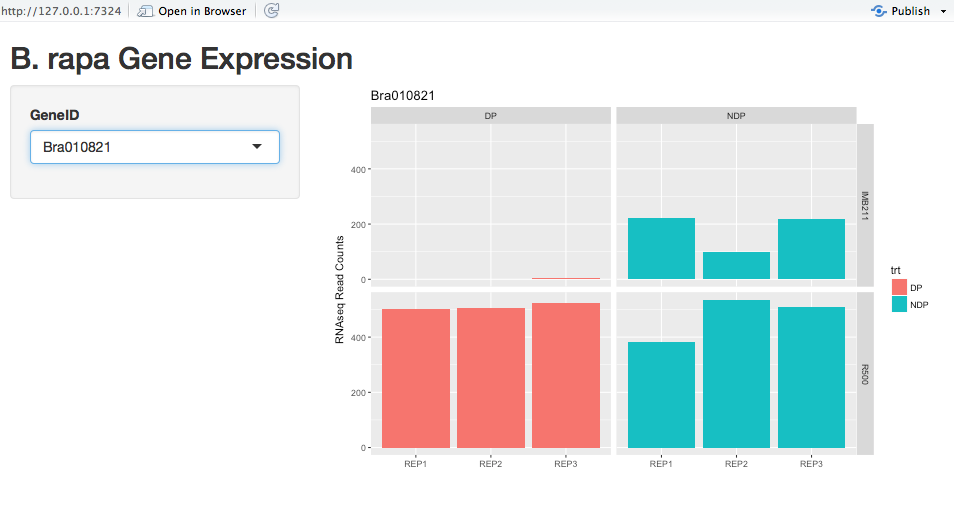 http://127.0.0.1:7324 Open in Browser Publish
B. rapa Gene Expression
GeneID
Bra010821
Bra010821
DP NDP
RNAseq Read Counts
400
200
0
IMB211
400
200
0
R500
REP1 REP2 REP3 REP1 REP2 REP3
trt
DP
NDP